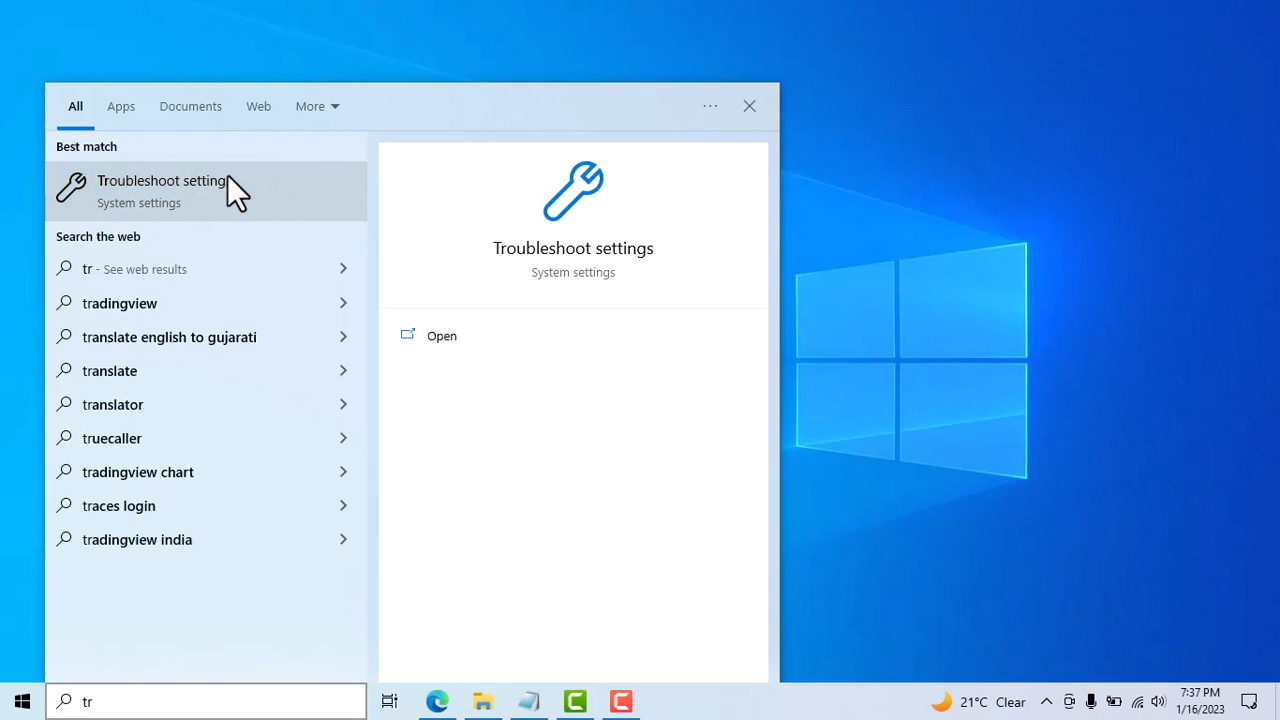 All Apps Documents Web More
Best match
Troubleshoot setting
System settings
Search the web
tr - See web results
tradingview
translate english to gujarati
translate
translator
truecaller
tradingview chart
traces login
tradingview india
Troubleshoot settings
System settings
Open
tr
21°C Clear
7:37 PM
1/16/2023